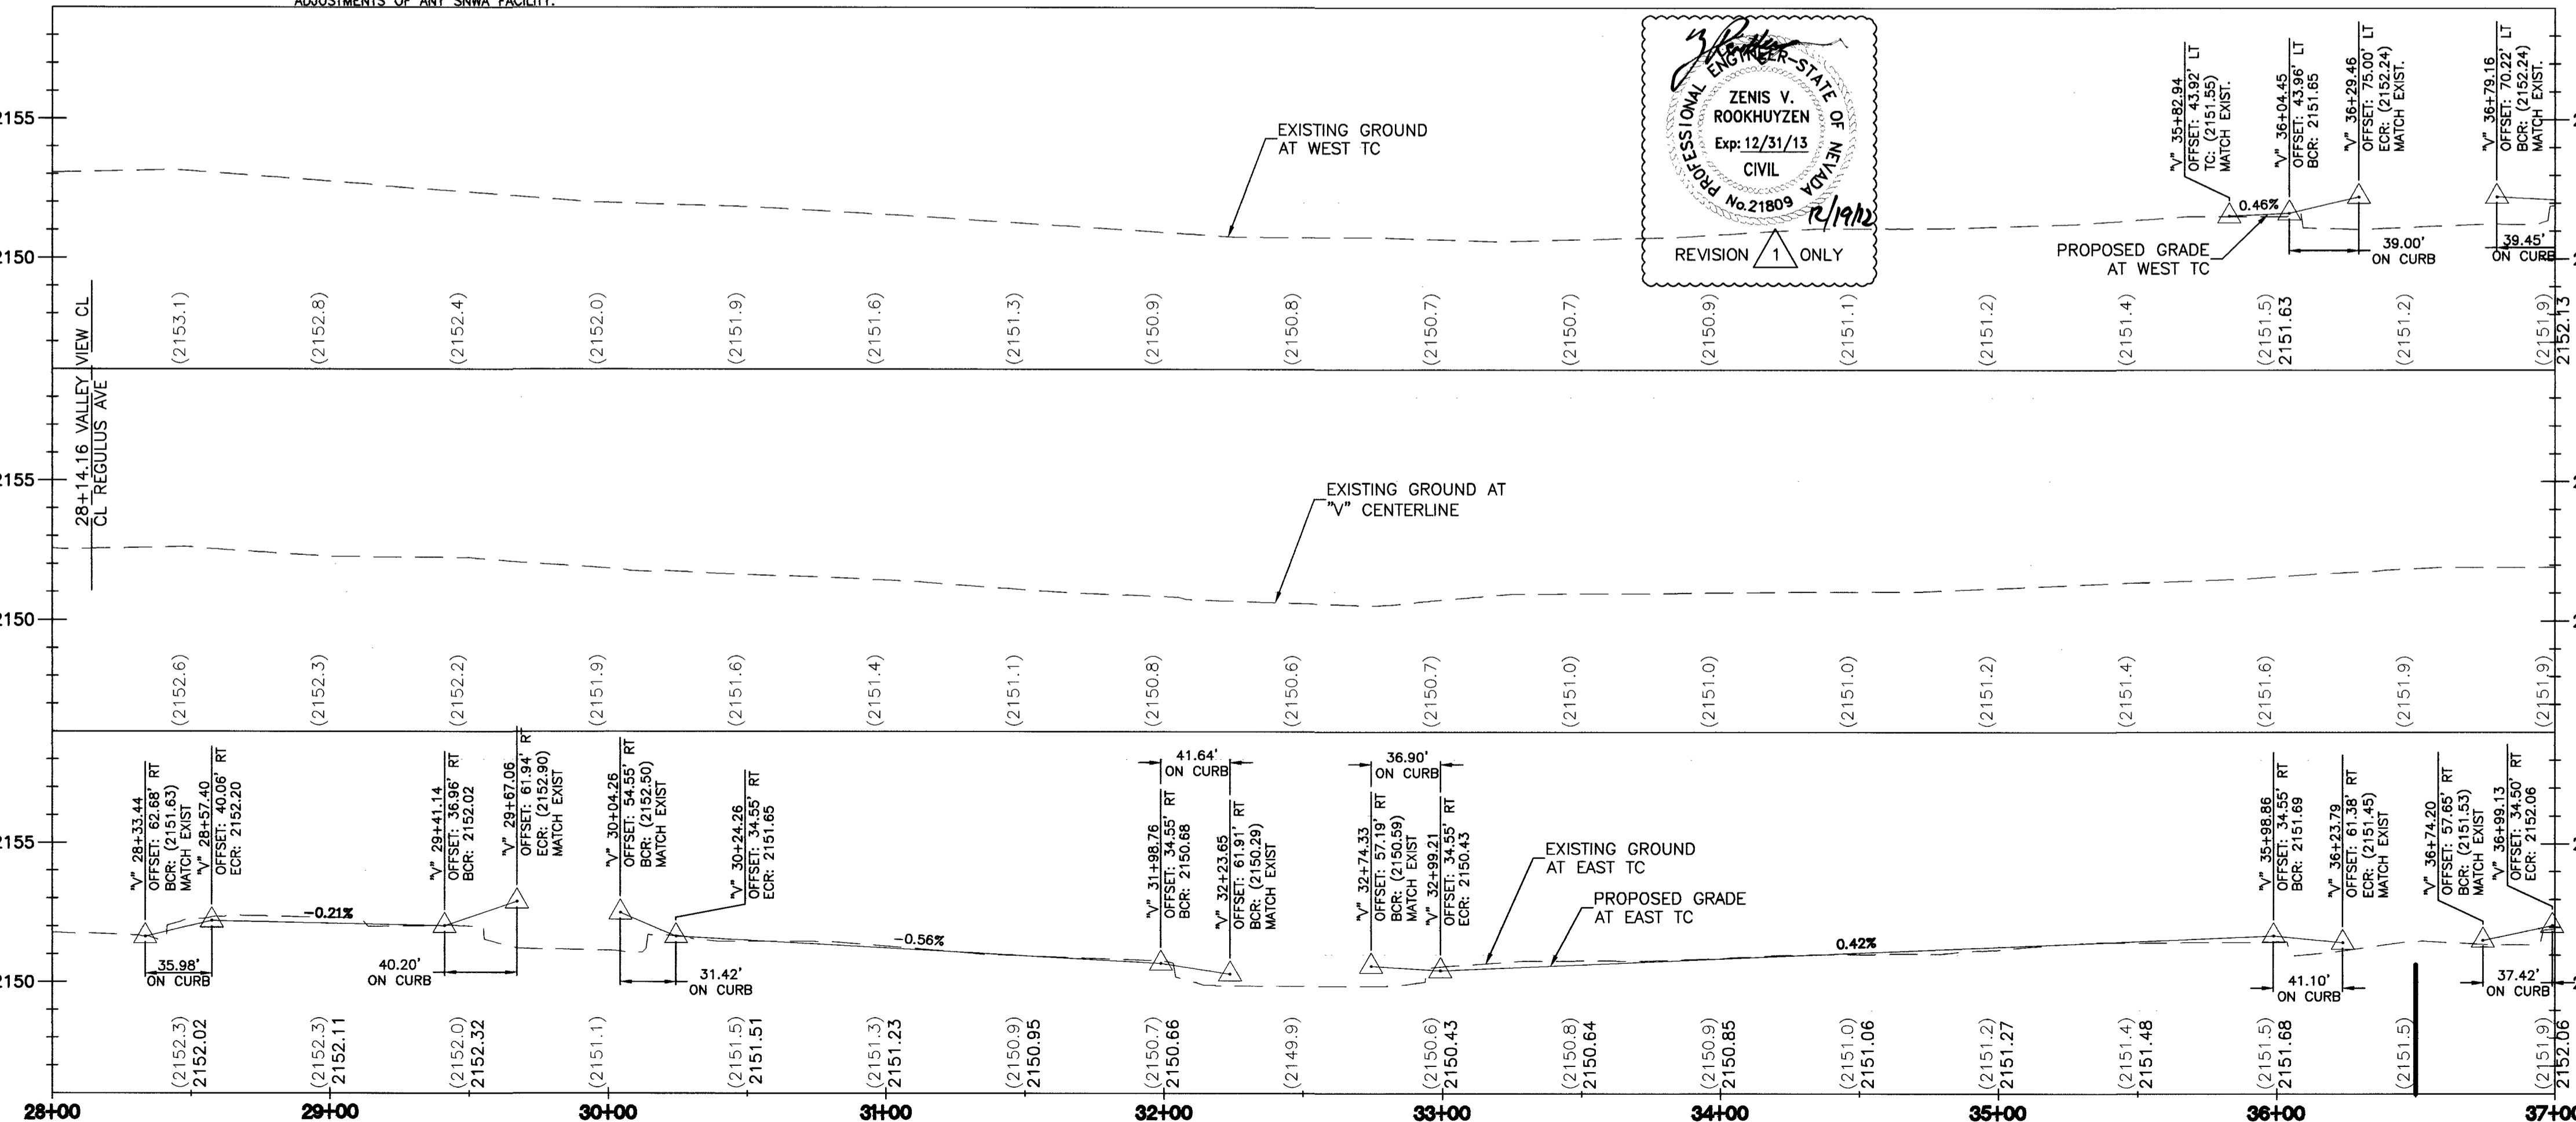 ADJUSTMENTS OF ANY SNWA FACILITY.
2155
2150
EXISTING GROUND
AT WEST TC
PROFESSIONAL ENGINEER-STATE OF NEVADA
ZENIS V.
ROOKHUYZEN
Exp: 12/31/13
CIVIL
No.21809
12/19/12
REVISION 1 ONLY
"V" 35+82.94
OFFSET: 43.92' LT
TC: (2151.55)
MATCH EXIST.
"V" 36+04.45
OFFSET: 43.96' LT
BCR: 2151.65
"V" 36+29.46
OFFSET: 75.00' LT
ECR: (2152.24)
MATCH EXIST.
"V" 36+79.16
OFFSET: 70.22' LT
BCR: (2152.24)
MATCH EXIST.
0.46%
PROPOSED GRADE
AT WEST TC
39.00'
ON CURB
39.45'
ON CURB
(2153.1)
(2152.8)
(2152.4)
(2152.0)
(2151.9)
(2151.6)
(2151.3)
(2150.9)
(2150.8)
(2150.7)
(2150.7)
(2150.9)
(2151.1)
(2151.2)
(2151.4)
(2151.5)
2151.63
(2151.2)
(2151.9)
2152.13
28+14.16 VALLEY VIEW CL
CL REGULUS AVE
2155
2150
EXISTING GROUND AT
"V" CENTERLINE
(2152.6)
(2152.3)
(2152.2)
(2151.9)
(2151.6)
(2151.4)
(2151.1)
(2150.8)
(2150.6)
(2150.7)
(2151.0)
(2151.0)
(2151.0)
(2151.2)
(2151.4)
(2151.6)
(2151.9)
(2151.9)
2155
2150
"V" 28+33.44
OFFSET: 62.68' RT
BCR: (2151.63)
MATCH EXIST
"V" 28+57.40
OFFSET: 40.06' RT
ECR: 2152.20
"V" 29+41.14
OFFSET: 36.96' RT
BCR: 2152.02
"V" 29+67.06
OFFSET: 61.94' RT
ECR: (2152.90)
MATCH EXIST
"V" 30+04.26
OFFSET: 54.55' RT
BCR: (2152.50)
MATCH EXIST
"V" 30+24.26
OFFSET: 34.55' RT
ECR: 2151.65
41.64'
ON CURB
"V" 31+98.76
OFFSET: 34.55' RT
BCR: 2150.68
"V" 32+23.65
OFFSET: 61.91' RT
BCR: (2150.29)
MATCH EXIST
36.90'
ON CURB
"V" 32+74.33
OFFSET: 57.19' RT
BCR: (2150.59)
MATCH EXIST
"V" 32+99.21
OFFSET: 34.55' RT
ECR: 2150.43
EXISTING GROUND
AT EAST TC
PROPOSED GRADE
AT EAST TC
"V" 35+98.86
OFFSET: 34.55' RT
BCR: 2151.69
"V" 36+23.79
OFFSET: 61.38' RT
ECR: (2151.45)
MATCH EXIST
"V" 36+74.20
OFFSET: 57.65' RT
BCR: (2151.53)
MATCH EXIST
"V" 36+99.13
OFFSET: 34.50' RT
ECR: 2152.06
-0.21%
-0.56%
0.42%
35.98'
ON CURB
40.20'
ON CURB
31.42'
ON CURB
41.10'
ON CURB
37.42'
ON CURB
(2152.3)
2152.02
(2152.3)
2152.11
(2152.0)
2152.32
(2151.1)
(2151.5)
2151.51
(2151.3)
2151.23
(2150.9)
2150.95
(2150.7)
2150.66
(2149.9)
(2150.6)
2150.43
(2150.8)
2150.64
(2150.9)
2150.85
(2151.0)
2151.06
(2151.2)
2151.27
(2151.4)
2151.48
(2151.5)
2151.68
(2151.5)
(2151.9)
2152.06
28+00
29+00
30+00
31+00
32+00
33+00
34+00
35+00
36+00
37+00